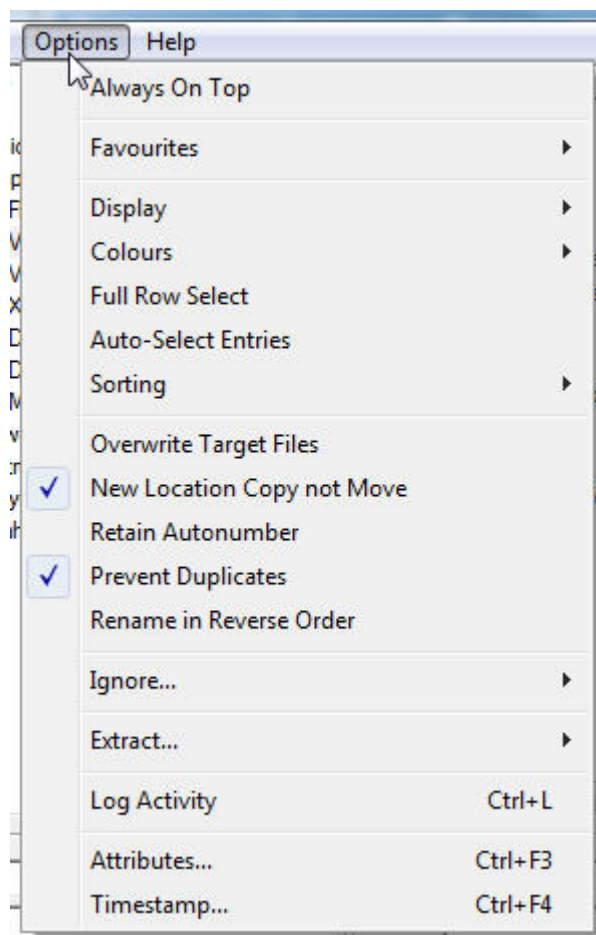 Options Help
Always On Top
Favourites
Display
Colours
Full Row Select
Auto-Select Entries
Sorting
Overwrite Target Files
New Location Copy not Move
Retain Autonumber
Prevent Duplicates
Rename in Reverse Order
Ignore...
Extract...
Log Activity Ctrl+L
Attributes... Ctrl+F3
Timestamp... Ctrl+F4